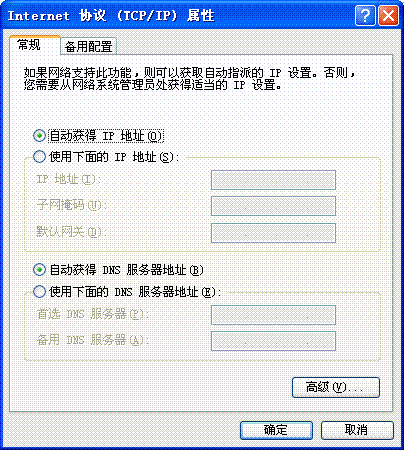 Internet 协议 (TCP/IP) 属性
常规
备用配置
如果网络支持此功能，则可以获取自动指派的 IP 设置。否则，
您需要从网络系统管理员处获得适当的 IP 设置。
自动获得 IP 地址(O)
使用下面的 IP 地址(S):
IP 地址(I):
子网掩码(U):
默认网关(D):
自动获得 DNS 服务器地址(B)
使用下面的 DNS 服务器地址(E):
首选 DNS 服务器(P):
备用 DNS 服务器(A):
高级(V)...
确定
取消